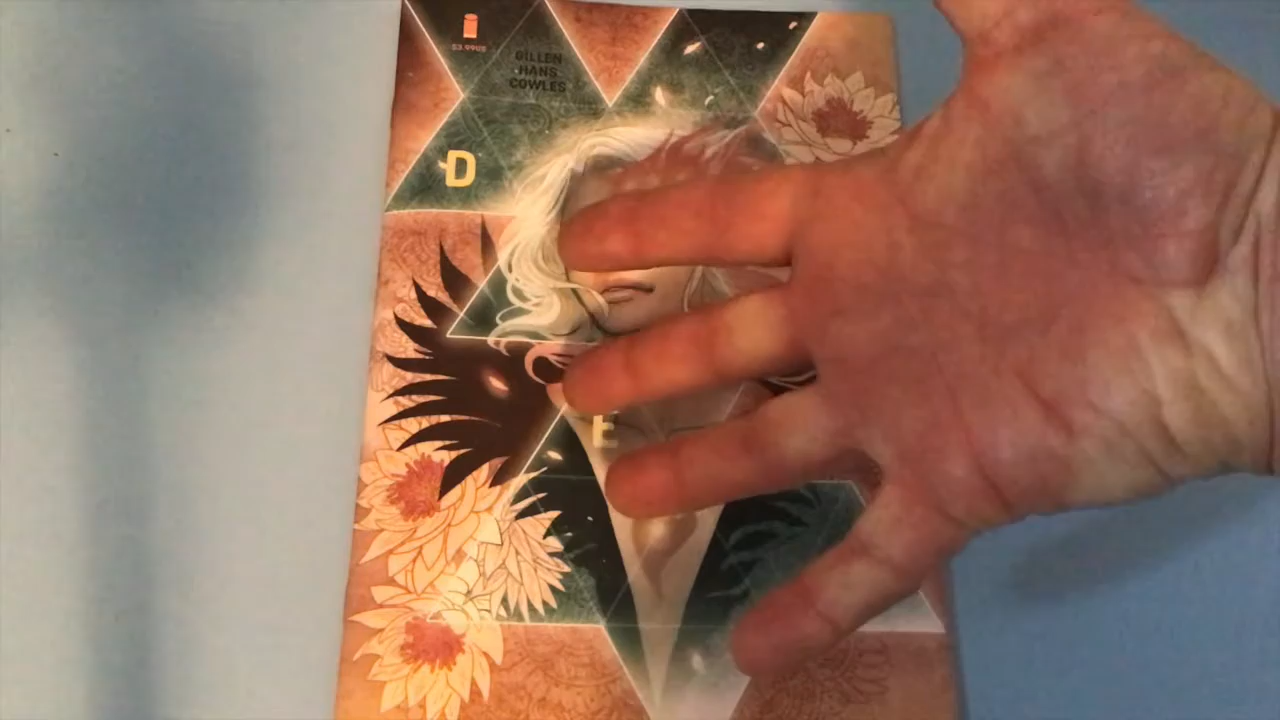 $3.99US
GILLEN
HANS
COWLES
D
E